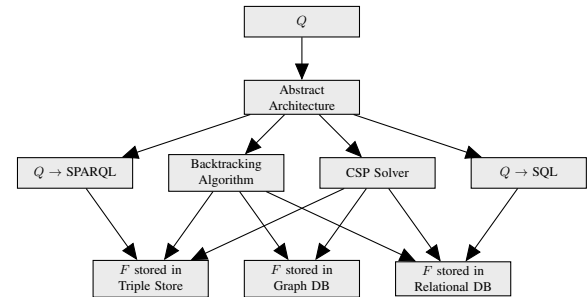 Q
Abstract
Architecture
Q → SPARQL
Backtracking
Algorithm
CSP Solver
Q → SQL
F stored in
Triple Store
F stored in
Graph DB
F stored in
Relational DB